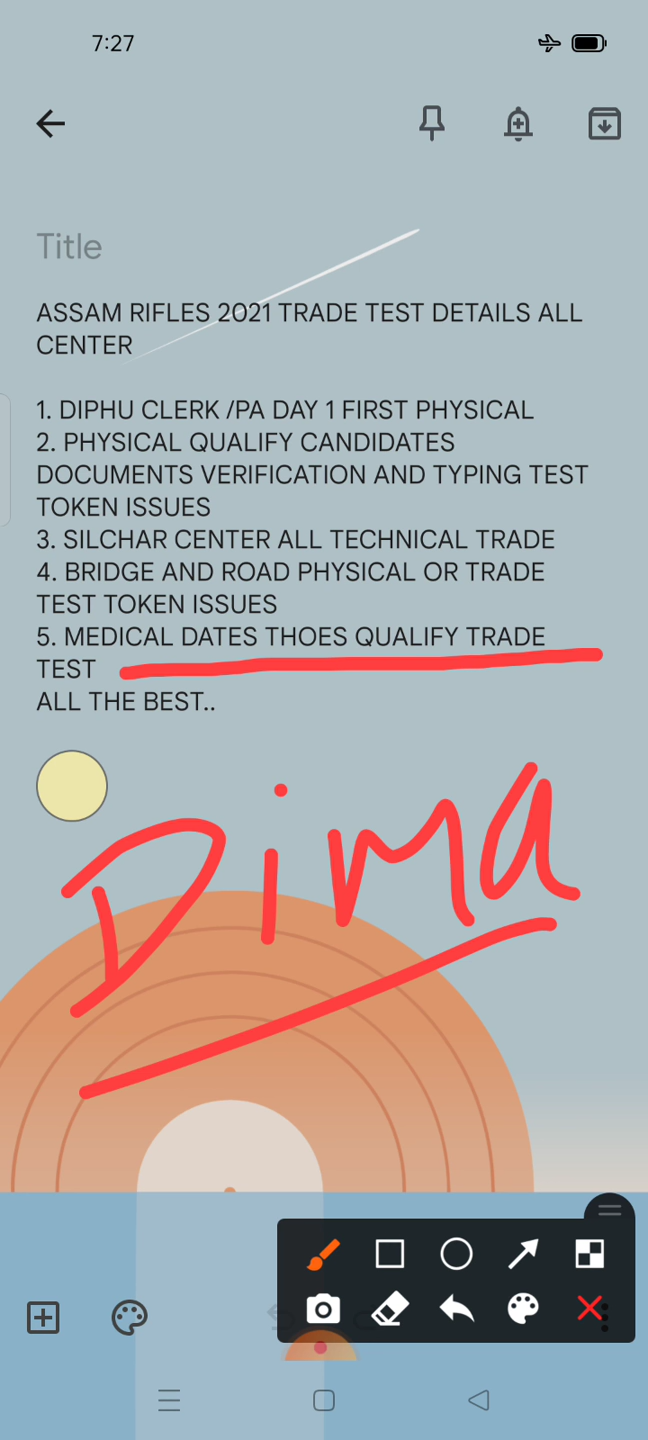 7:27
Title
ASSAM RIFLES 2021 TRADE TEST DETAILS ALL
CENTER
1. DIPHU CLERK /PA DAY 1 FIRST PHYSICAL
2. PHYSICAL QUALIFY CANDIDATES
DOCUMENTS VERIFICATION AND TYPING TEST
TOKEN ISSUES
3. SILCHAR CENTER ALL TECHNICAL TRADE
4. BRIDGE AND ROAD PHYSICAL OR TRADE
TEST TOKEN ISSUES
5. MEDICAL DATES THOES QUALIFY TRADE
TEST
ALL THE BEST..
Dima